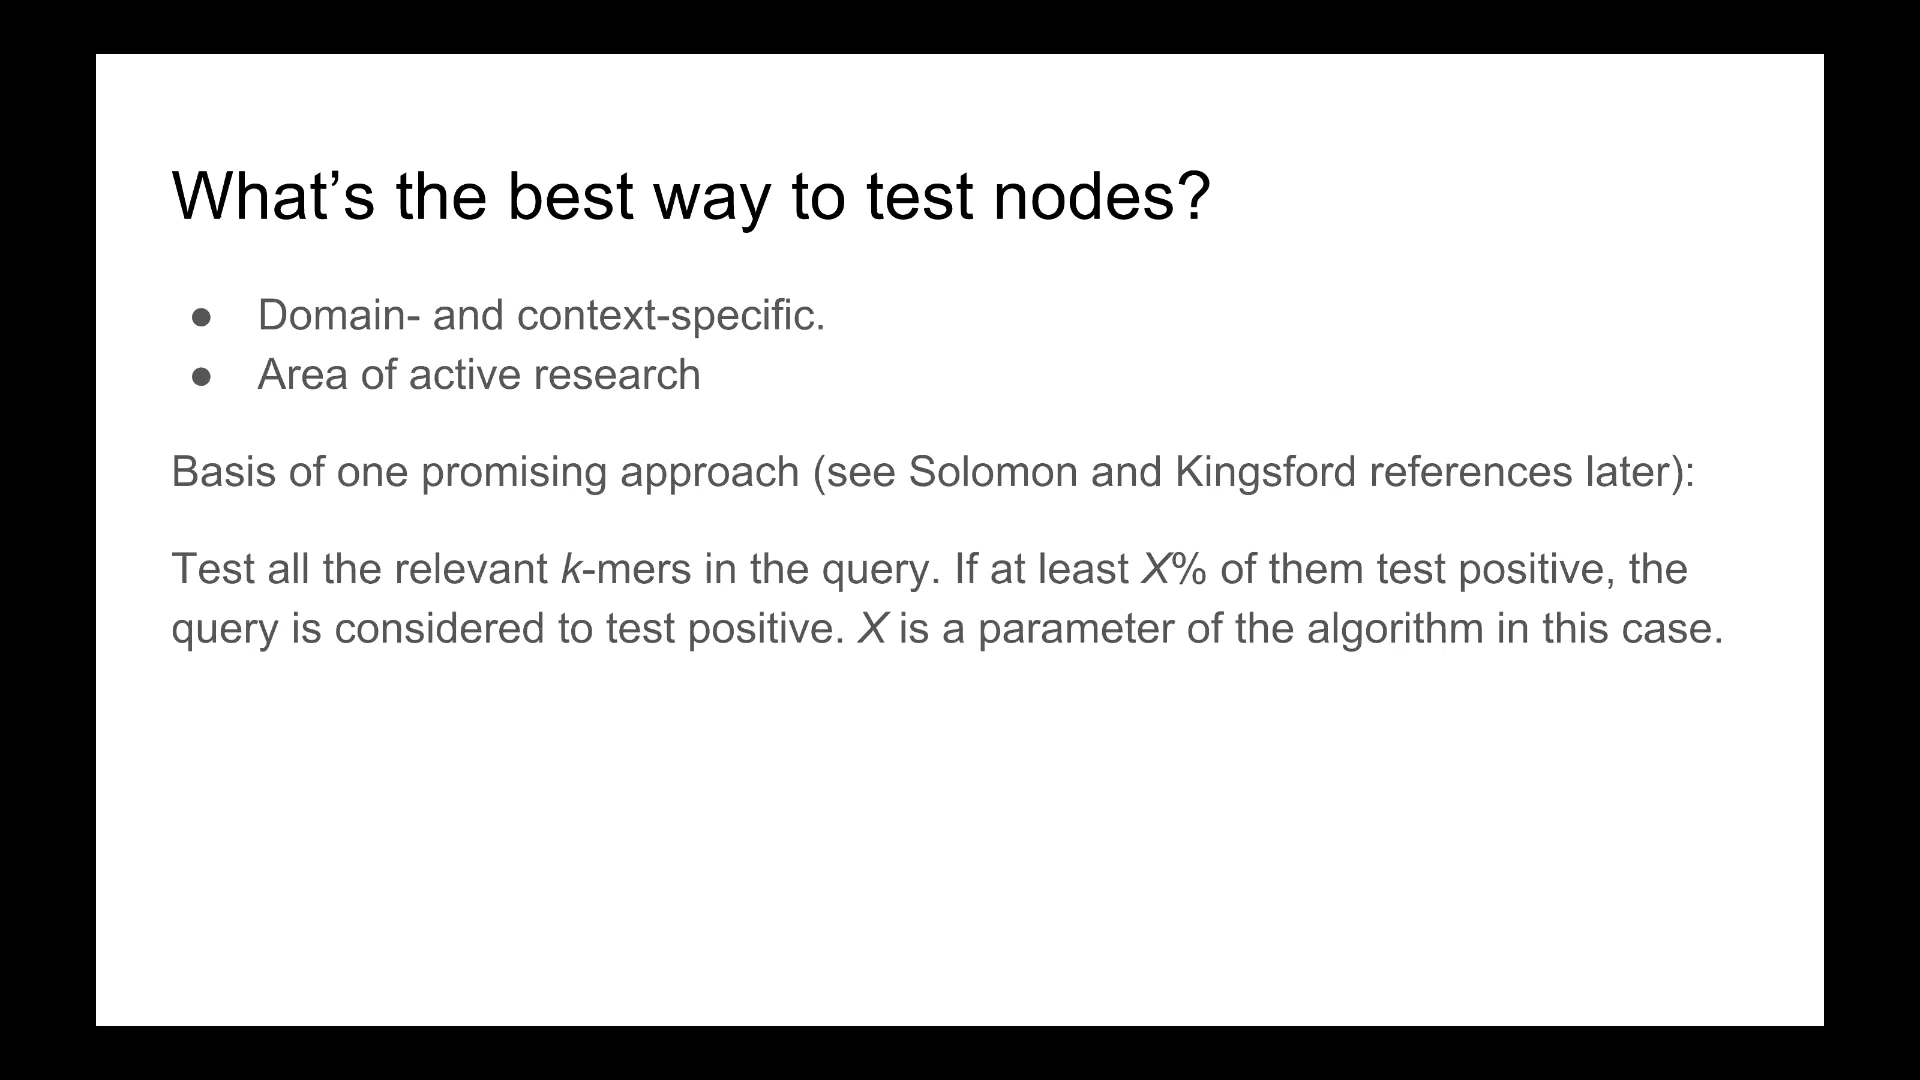 What’s the best way to test nodes?
● Domain- and context-specific.
● Area of active research
Basis of one promising approach (see Solomon and Kingsford references later):
Test all the relevant k-mers in the query. If at least X% of them test positive, the
query is considered to test positive. X is a parameter of the algorithm in this case.